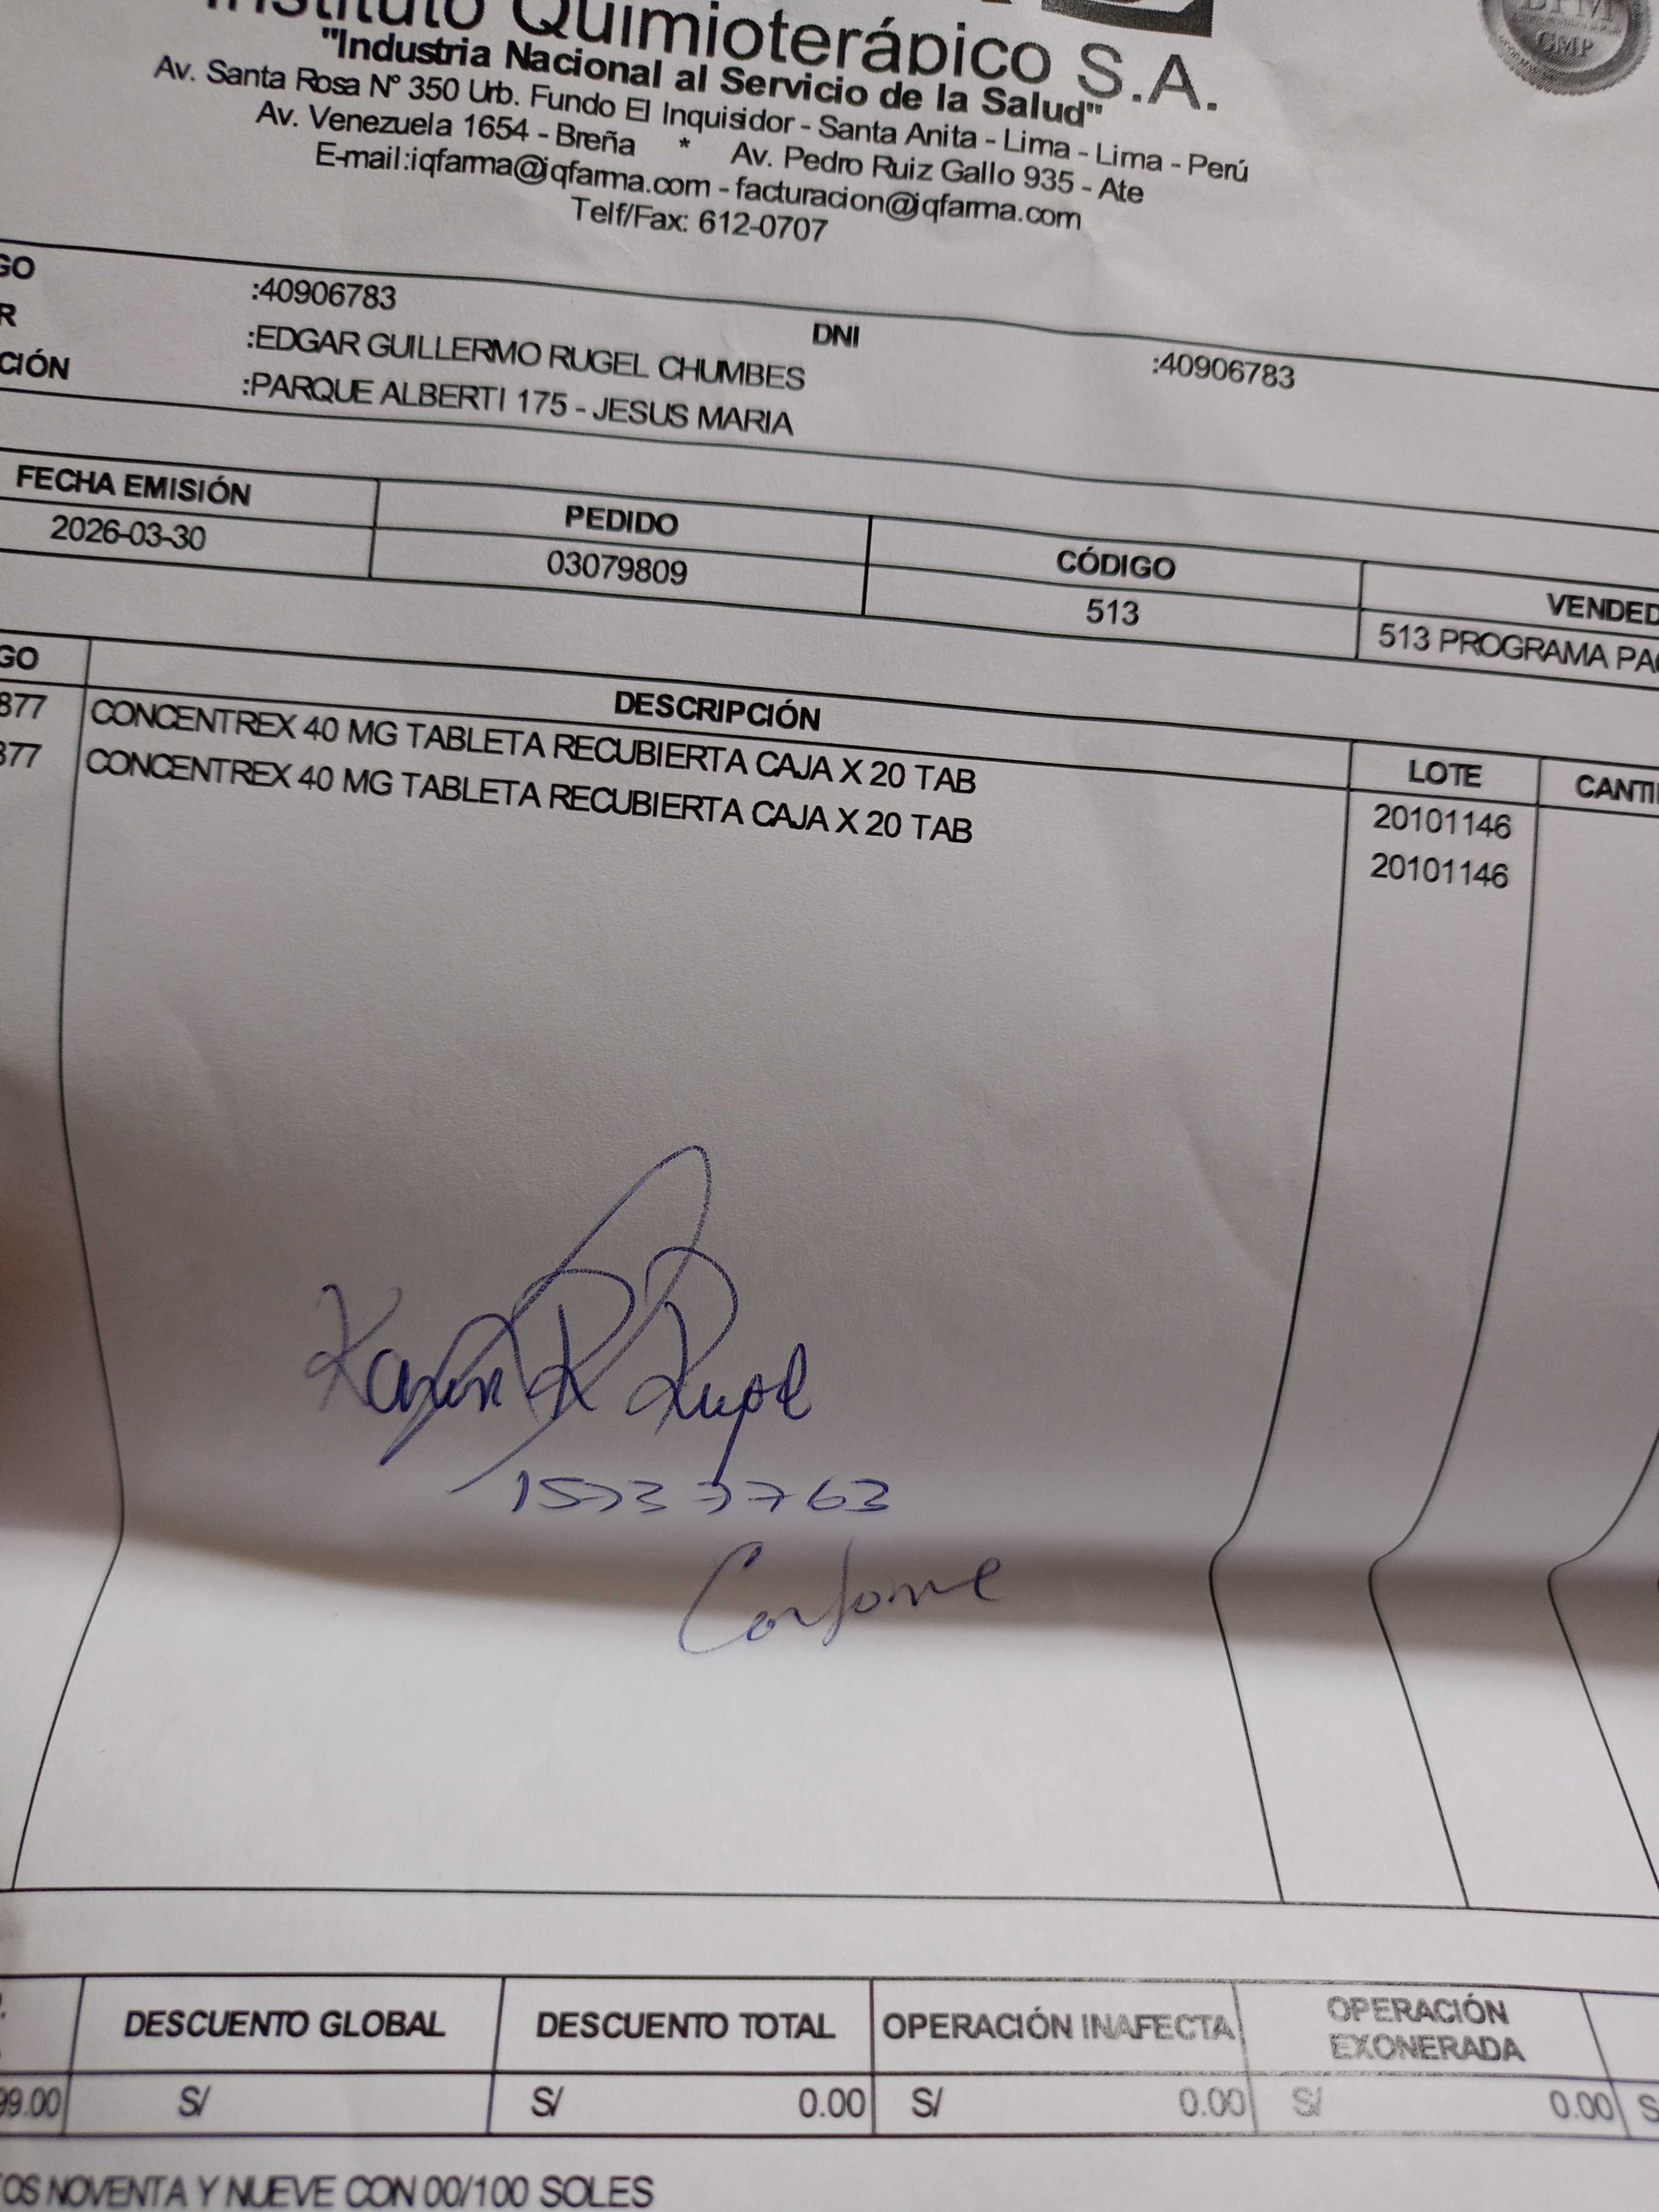 Instituto Quimioterápico S.A.
BPM
GMP
"Industria Nacional al Servicio de la Salud"
Av. Santa Rosa N° 350 Urb. Fundo El Inquisidor - Santa Anita - Lima - Lima - Perú
Av. Venezuela 1654 - Breña * Av. Pedro Ruiz Gallo 935 - Ate
E-mail:iqfarma@iqfarma.com - facturacion@iqfarma.com
Telf/Fax: 612-0707
GO :40906783 DNI :40906783
R :EDGAR GUILLERMO RUGEL CHUMBES
CIÓN :PARQUE ALBERTI 175 - JESUS MARIA
FECHA EMISIÓN PEDIDO CÓDIGO VENDED
2026-03-30 03079809 513 513 PROGRAMA PA
GO DESCRIPCIÓN LOTE CANTI
877 CONCENTREX 40 MG TABLETA RECUBIERTA CAJA X 20 TAB 20101146
877 CONCENTREX 40 MG TABLETA RECUBIERTA CAJA X 20 TAB 20101146
Karin R Rugel
Conforme
DESCUENTO GLOBAL DESCUENTO TOTAL OPERACIÓN INAFECTA OPERACIÓN EXONERADA
99.00 S/ S/ 0.00 S/ 0.00 S/ 0.00 S
OS NOVENTA Y NUEVE CON 00/100 SOLES